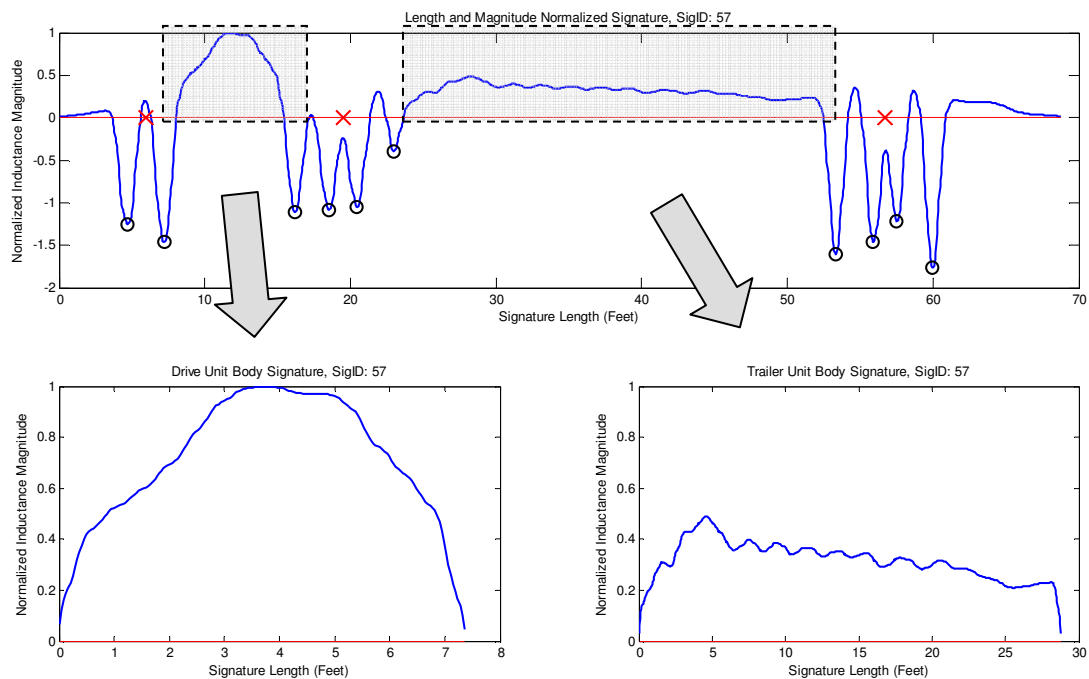 Length and Magnitude Normalized Signature, SigID: 57
Normalized Inductance Magnitude
1
0.5
0
-0.5
-1
-1.5
-2
0 10 20 30 40 50 60 70
Signature Length (Feet)
Drive Unit Body Signature, SigID: 57
Normalized Inductance Magnitude
1
0.8
0.6
0.4
0.2
0
0 1 2 3 4 5 6 7 8
Signature Length (Feet)
Trailer Unit Body Signature, SigID: 57
Normalized Inductance Magnitude
1
0.8
0.6
0.4
0.2
0
0 5 10 15 20 25 30
Signature Length (Feet)